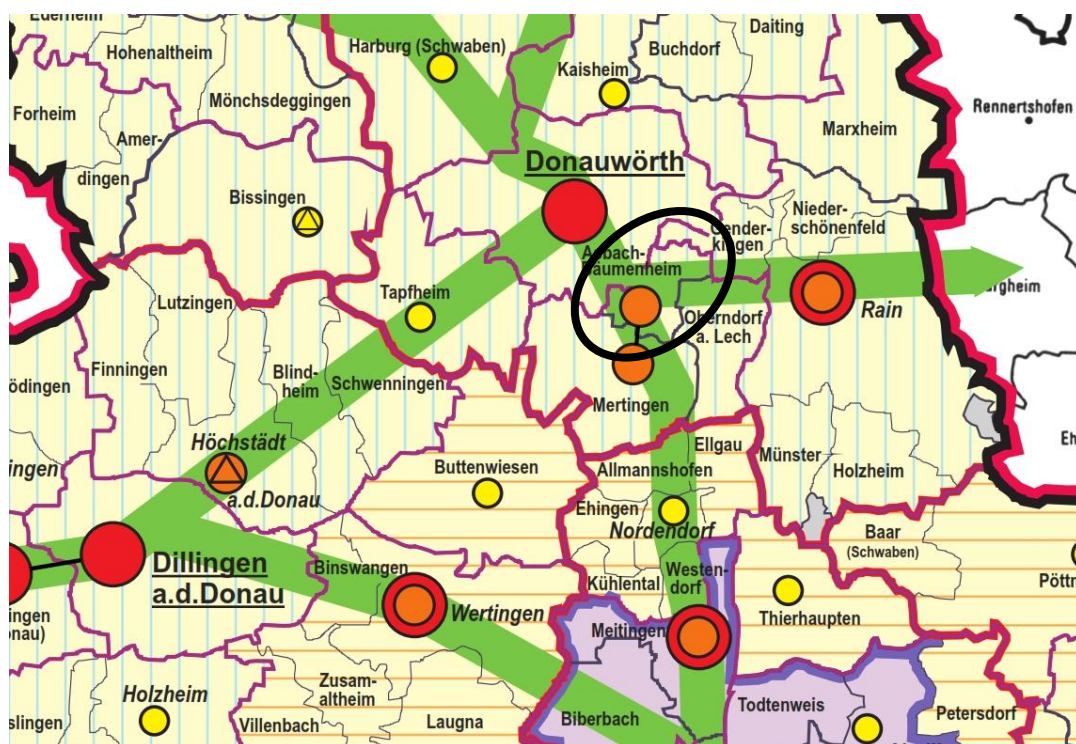 Ederheim
Hohenaltheim
Harburg (Schwaben)
Buchdorf
Daiting
Kaisheim
Mönchsdeggingen
Forheim
Amer-
dingen
Rennertshofen
Marxheim
Donauwörth
Bissingen
Gender-
kingen
Nieder-
schönenfeld
Asbach-
Bäumenheim
Lutzingen
Tapfheim
Rain
Oberndorf
a. Lech
Finningen
Blind-
heim
Schwenningen
Mertingen
Höchstädt
a.d.Donau
Buttenwiesen
Allmannshofen
Ellgau
Münster
Holzheim
Ehingen
Nordendorf
Baar
(Schwaben)
Dillingen
a.d.Donau
Binswangen
Wertingen
Kühlental
Westen-
dorf
Thierhaupten
Meitingen
Holzheim
Zusam-
altheim
Villenbach
Laugna
Biberbach
Todtenweis
Petersdorf